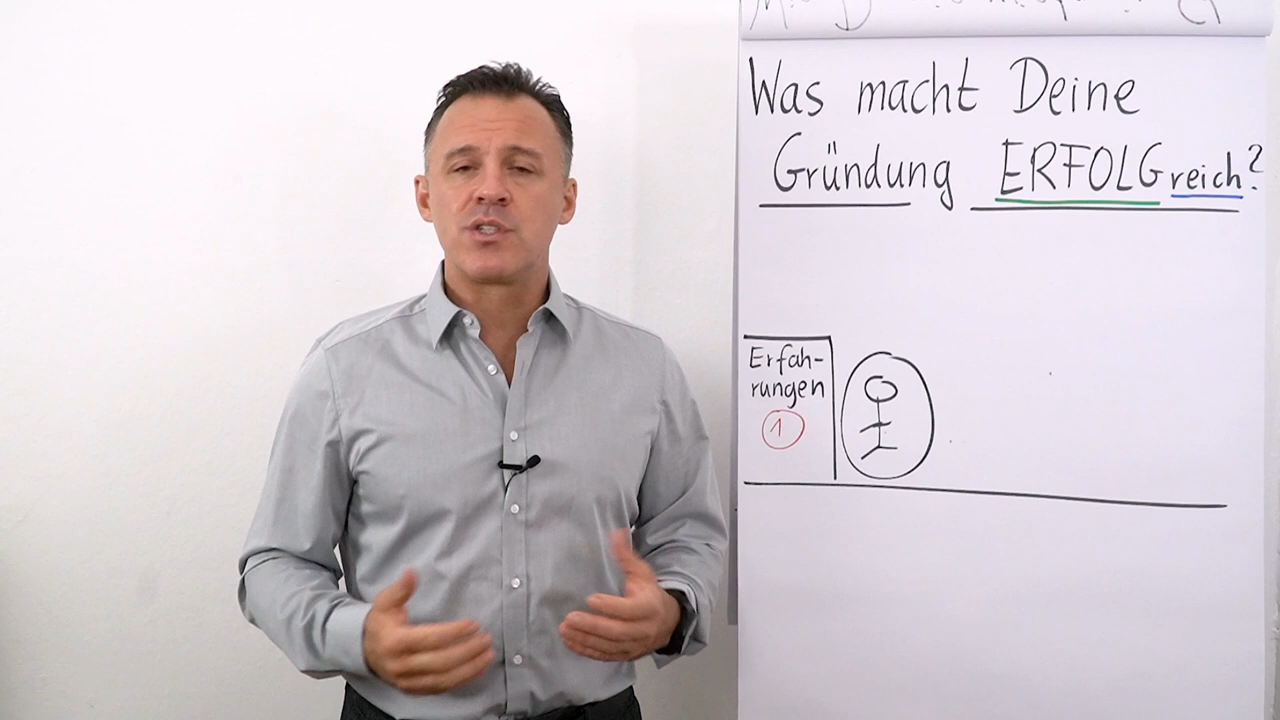 Was macht Deine
Gründung ERFOLGreich?
Erfah-
rungen
1